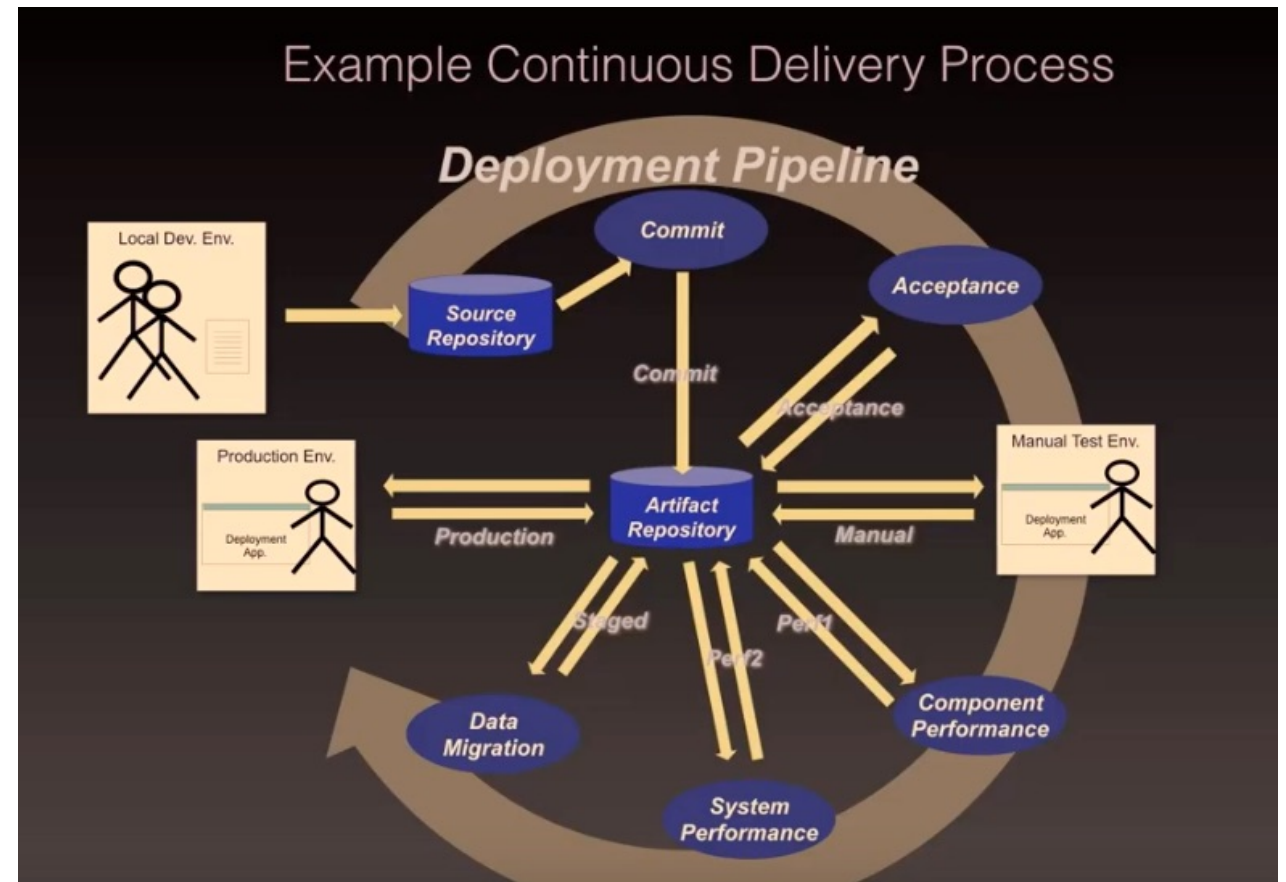 Example Continuous Delivery Process
Deployment Pipeline
Local Dev. Env.
Source
Repository
Commit
Acceptance
Commit
Acceptance
Production Env.
Deployment
App.
Production
Artifact
Repository
Manual
Manual Test Env.
Deployment
App.
Staged
Perf2
Perf1
Data
Migration
System
Performance
Component
Performance